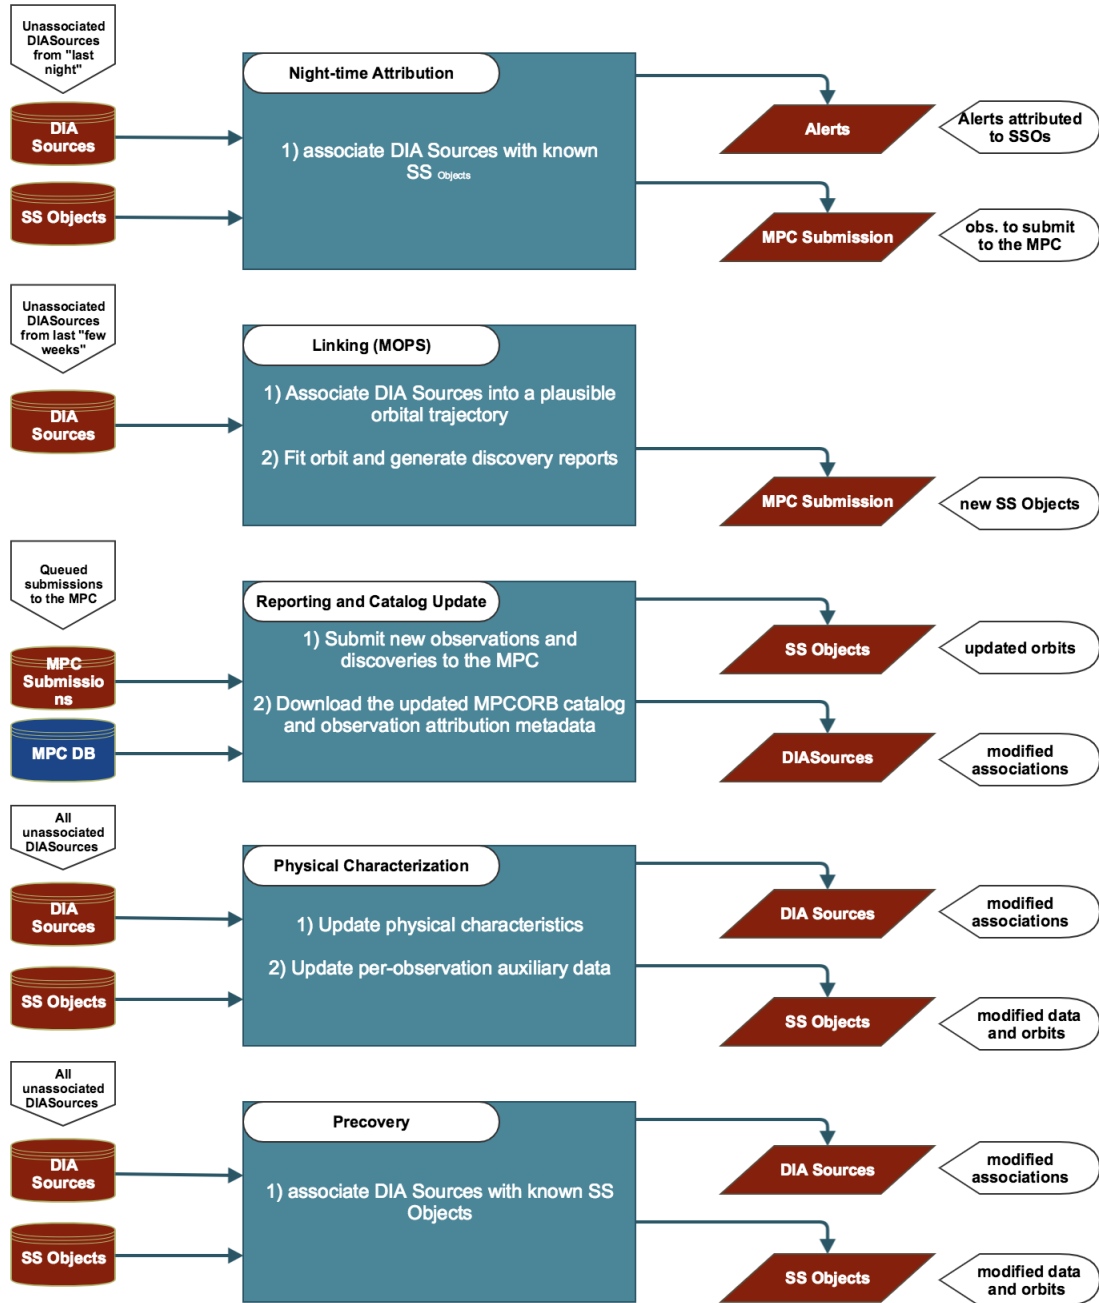 Unassociated
DIASources
from "last
night"
DIA
Sources
SS Objects
Night-time Attribution
1) associate DIA Sources with known
SS Objects
Alerts
Alerts attributed
to SSOs
MPC Submission
obs. to submit
to the MPC
Unassociated
DIASources
from last "few
weeks"
DIA
Sources
Linking (MOPS)
1) Associate DIA Sources into a plausible
orbital trajectory
2) Fit orbit and generate discovery reports
MPC Submission
new SS Objects
Queued
submissions
to the MPC
MPC
Submissio
ns
MPC DB
Reporting and Catalog Update
1) Submit new observations and
discoveries to the MPC
2) Download the updated MPCORB catalog
and observation attribution metadata
SS Objects
updated orbits
DIASources
modified
associations
All
unassociated
DIASources
DIA
Sources
SS Objects
Physical Characterization
1) Update physical characteristics
2) Update per-observation auxiliary data
DIA Sources
modified
associations
SS Objects
modified data
and orbits
All
unassociated
DIASources
DIA
Sources
SS Objects
Precovery
1) associate DIA Sources with known SS
Objects
DIA Sources
modified
associations
SS Objects
modified data
and orbits